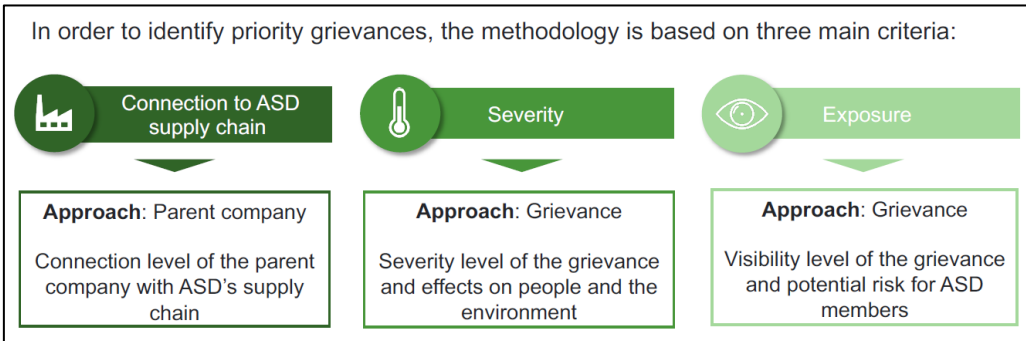 In order to identify priority grievances, the methodology is based on three main criteria:
Connection to ASD
supply chain
Severity
Exposure
Approach: Parent company
Connection level of the parent
company with ASD's supply
chain
Approach: Grievance
Severity level of the grievance
and effects on people and the
environment
Approach: Grievance
Visibility level of the grievance
and potential risk for ASD
members